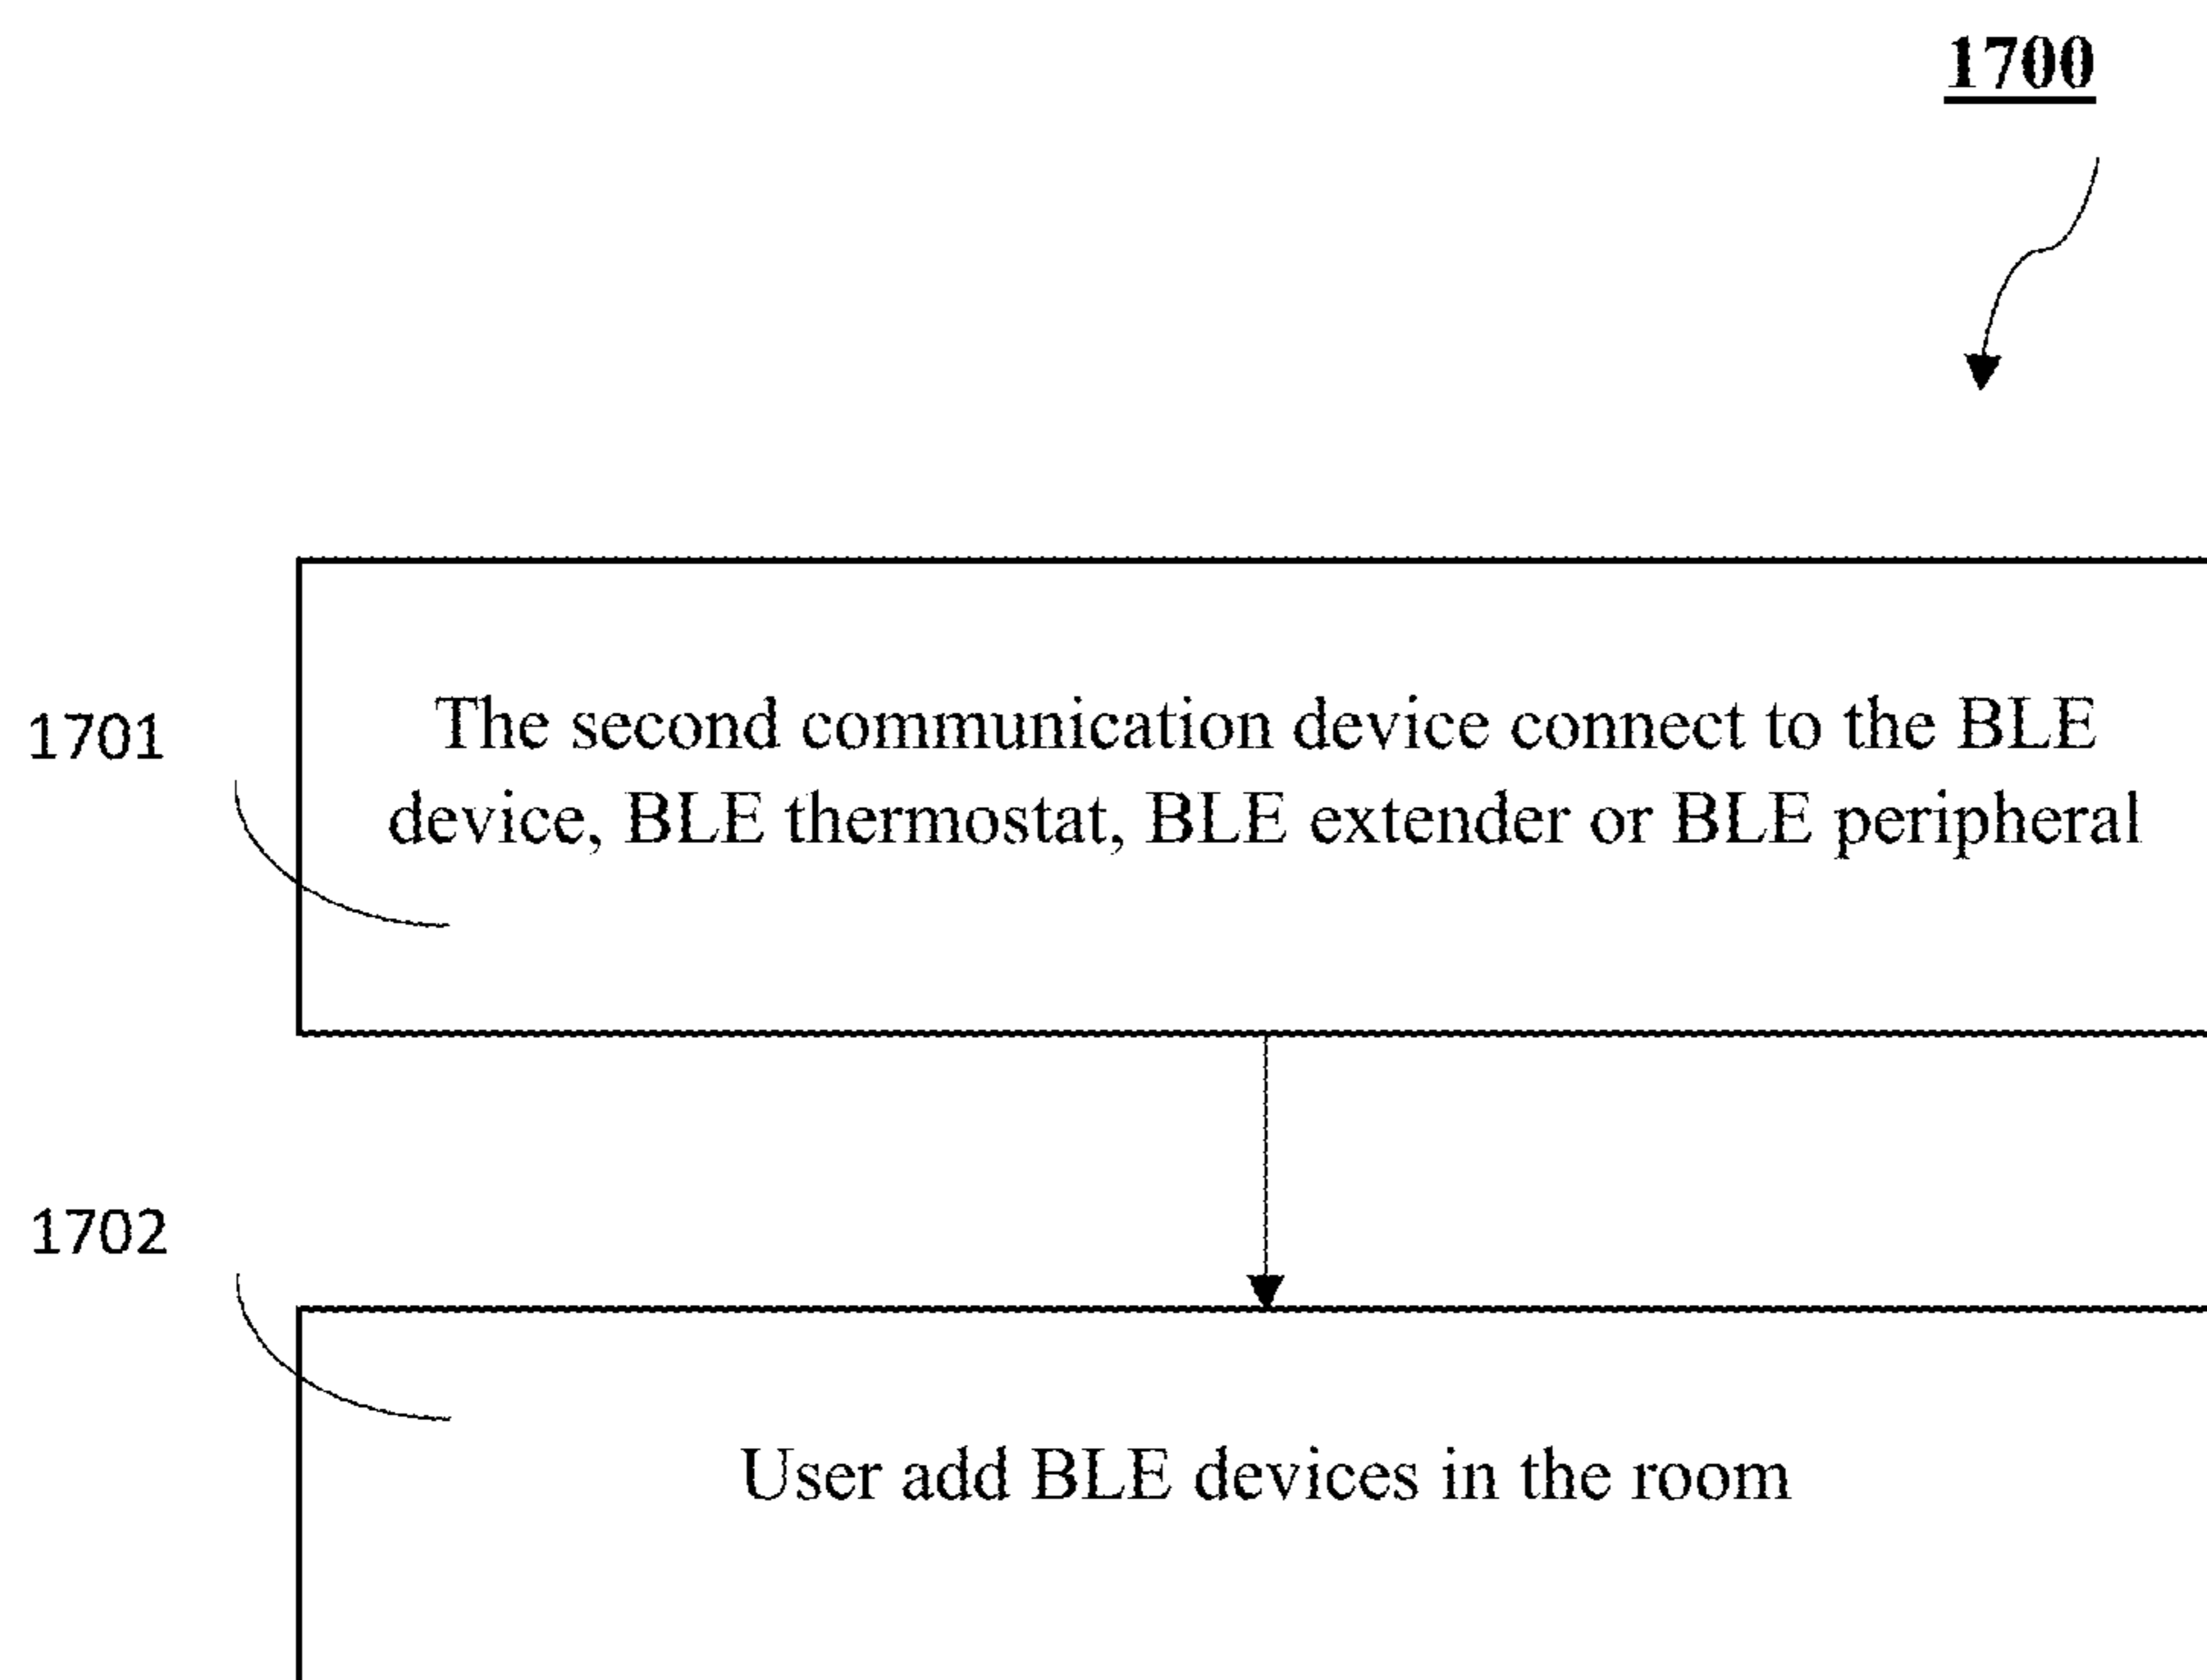 1700
1701
The second communication device connect to the BLE
device, BLE thermostat, BLE extender or BLE peripheral
1702
User add BLE devices in the room